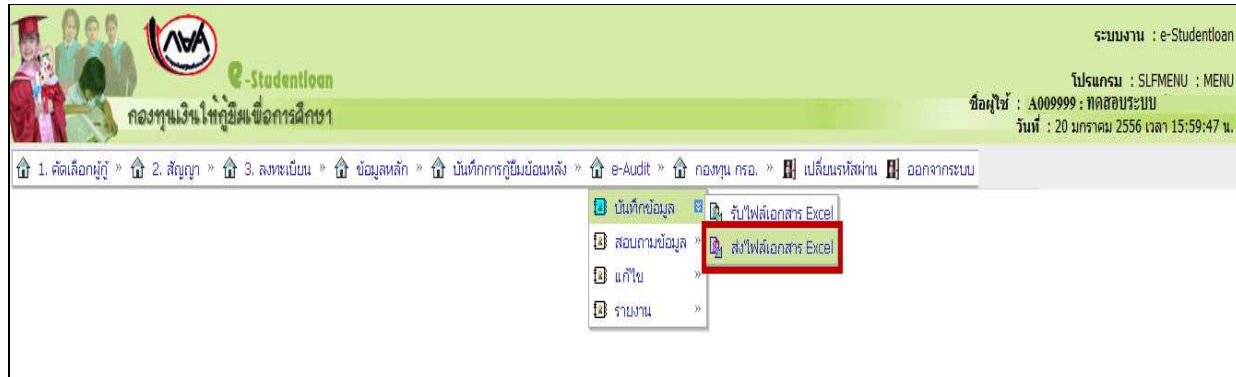 ระบบงาน : e-Studentloan
e-Studentloan
โปรแกรม : SLFMENU : MENU
กองทุนเงินให้กู้ยืมเพื่อการศึกษา
ชื่อผู้ใช้ : A009999 : ทดสอบระบบ
วันที่ : 20 มกราคม 2556 เวลา 15:59:47 น.
1. คัดเลือกผู้กู้ » 2. สัญญา » 3. ลงทะเบียน » ข้อมูลหลัก » บันทึกการกู้ยืมย้อนหลัง » e-Audit » กองทุน กรอ. » เปลี่ยนรหัสผ่าน ออกจากระบบ
บันทึกข้อมูล รับไฟล์เอกสาร Excel
สอบถามข้อมูล » ส่งไฟล์เอกสาร Excel
แก้ไข »
รายงาน »